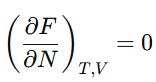 (∂F/∂N)_{T,V} = 0